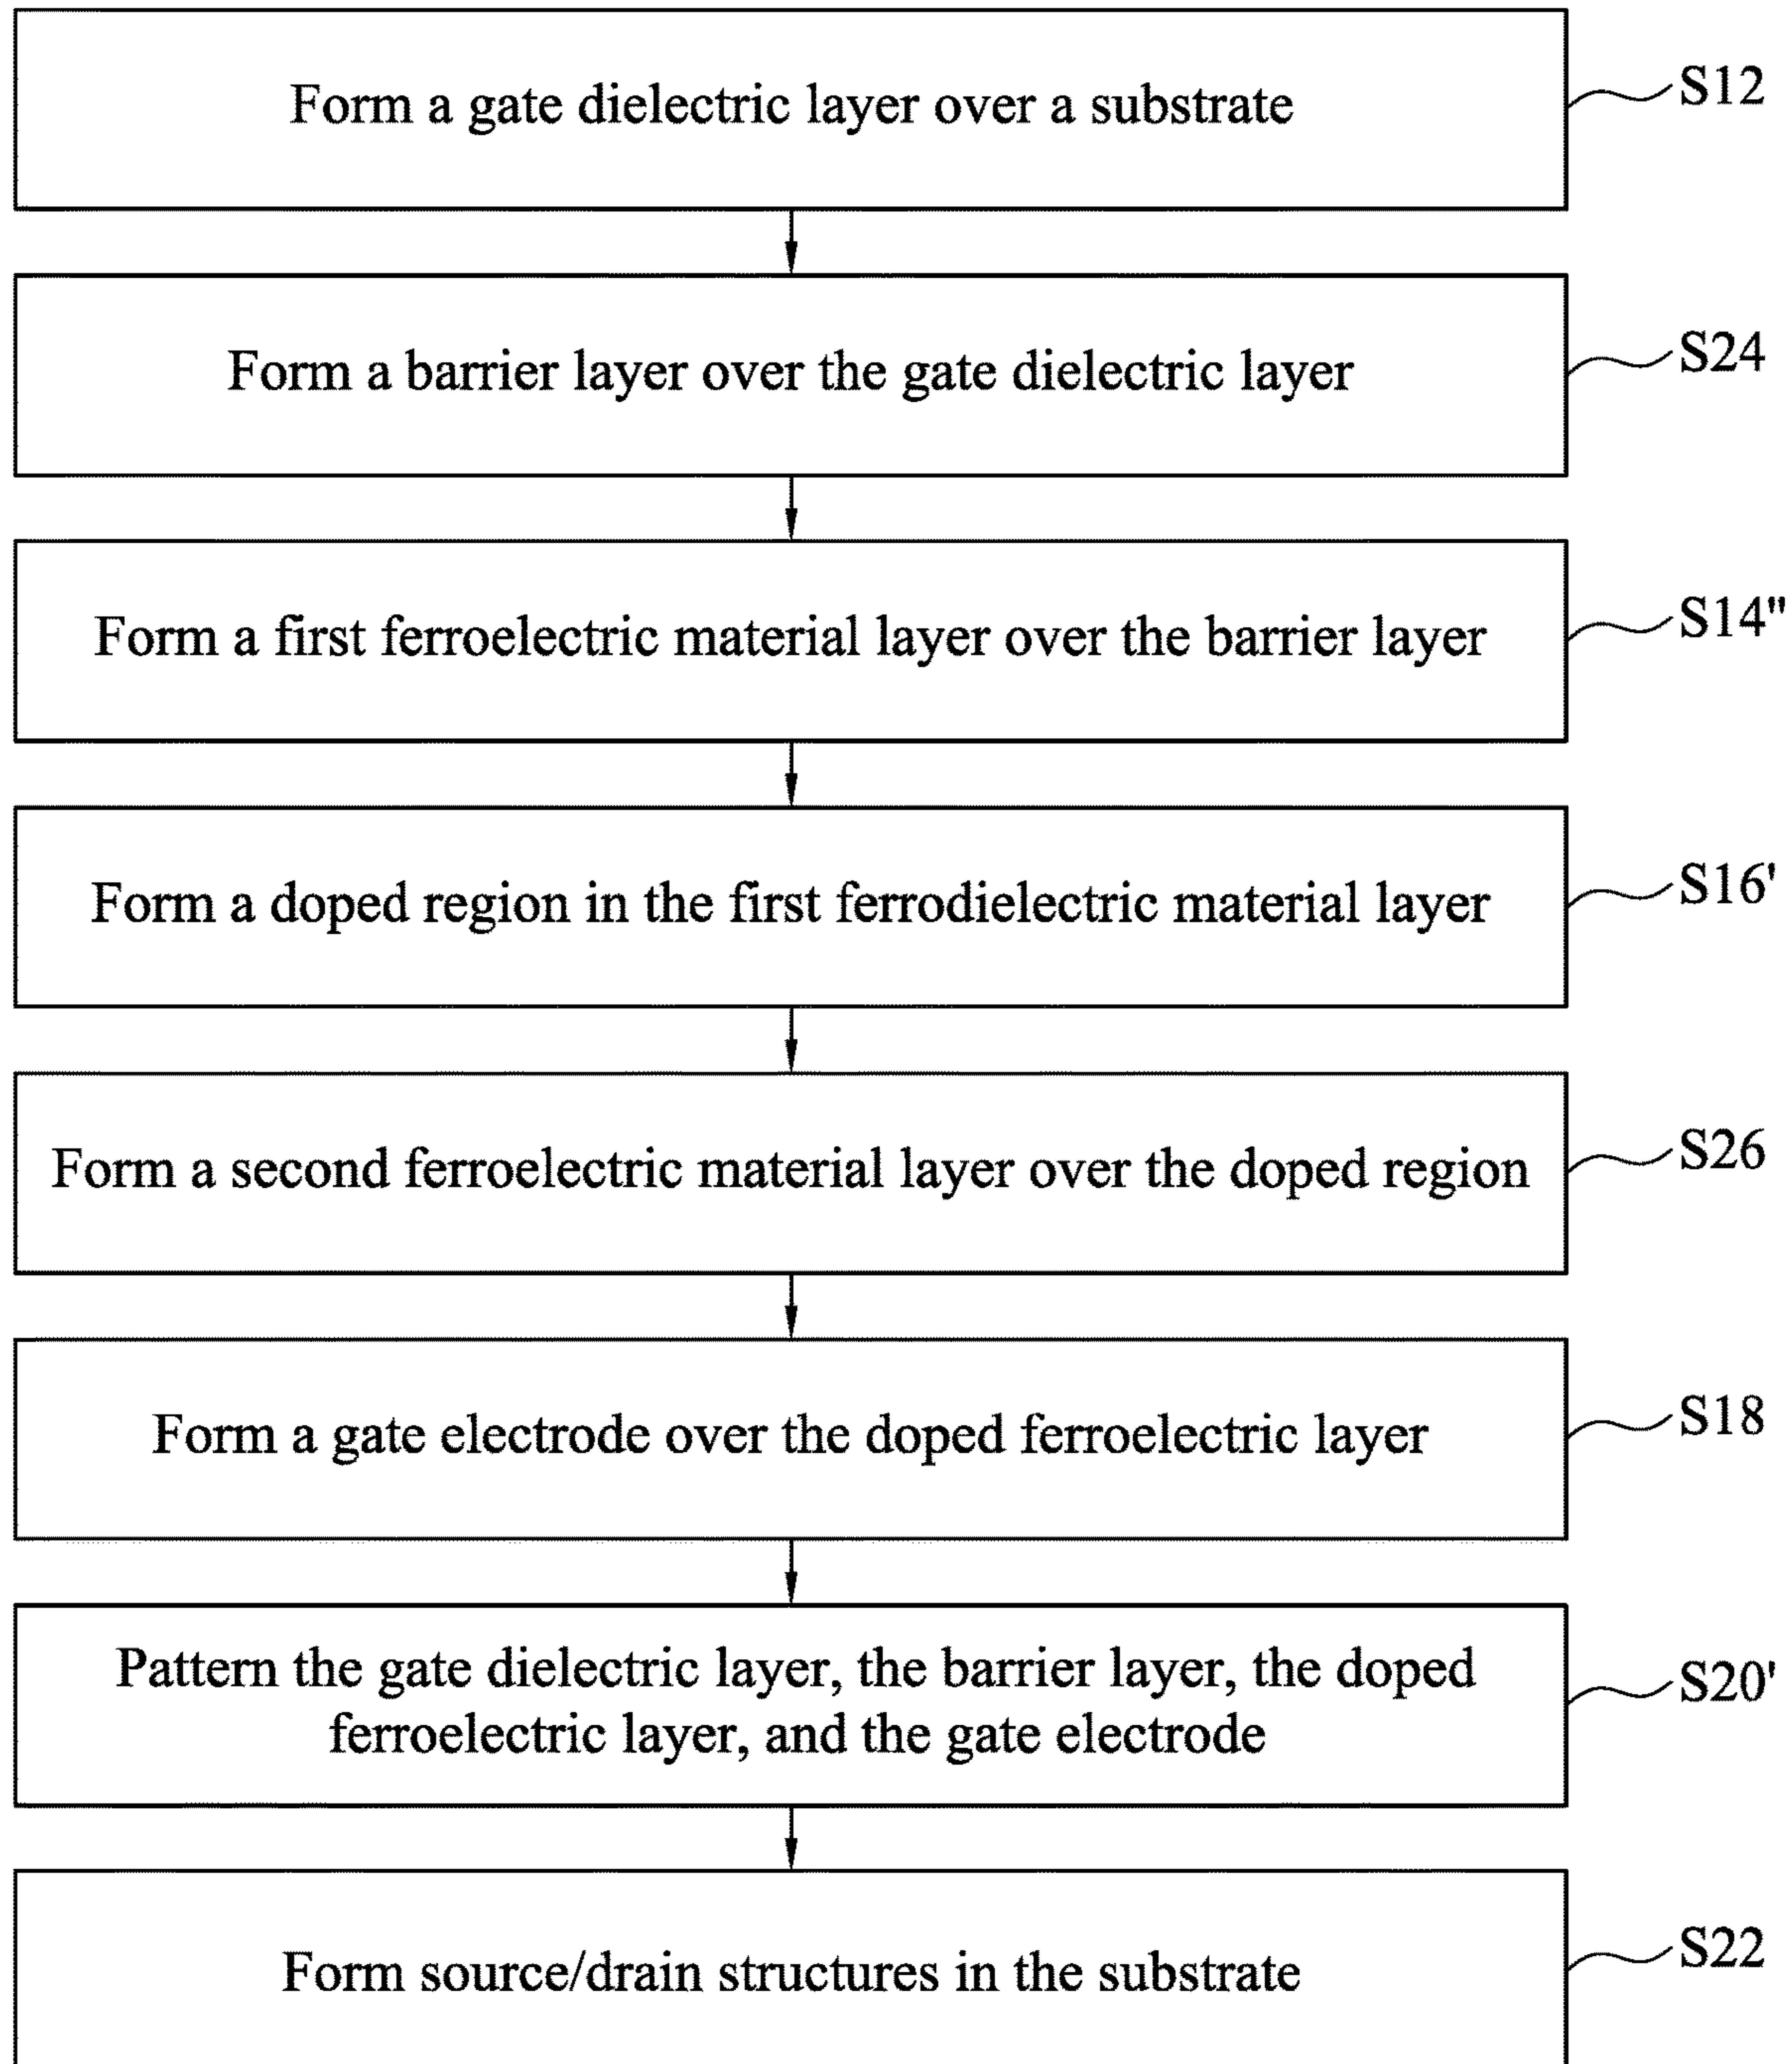 Form a gate dielectric layer over a substrate
S12
Form a barrier layer over the gate dielectric layer
S24
Form a first ferroelectric material layer over the barrier layer
S14"
Form a doped region in the first ferrodielectric material layer
S16'
Form a second ferroelectric material layer over the doped region
S26
Form a gate electrode over the doped ferroelectric layer
S18
Pattern the gate dielectric layer, the barrier layer, the doped
ferroelectric layer, and the gate electrode
S20'
Form source/drain structures in the substrate
S22